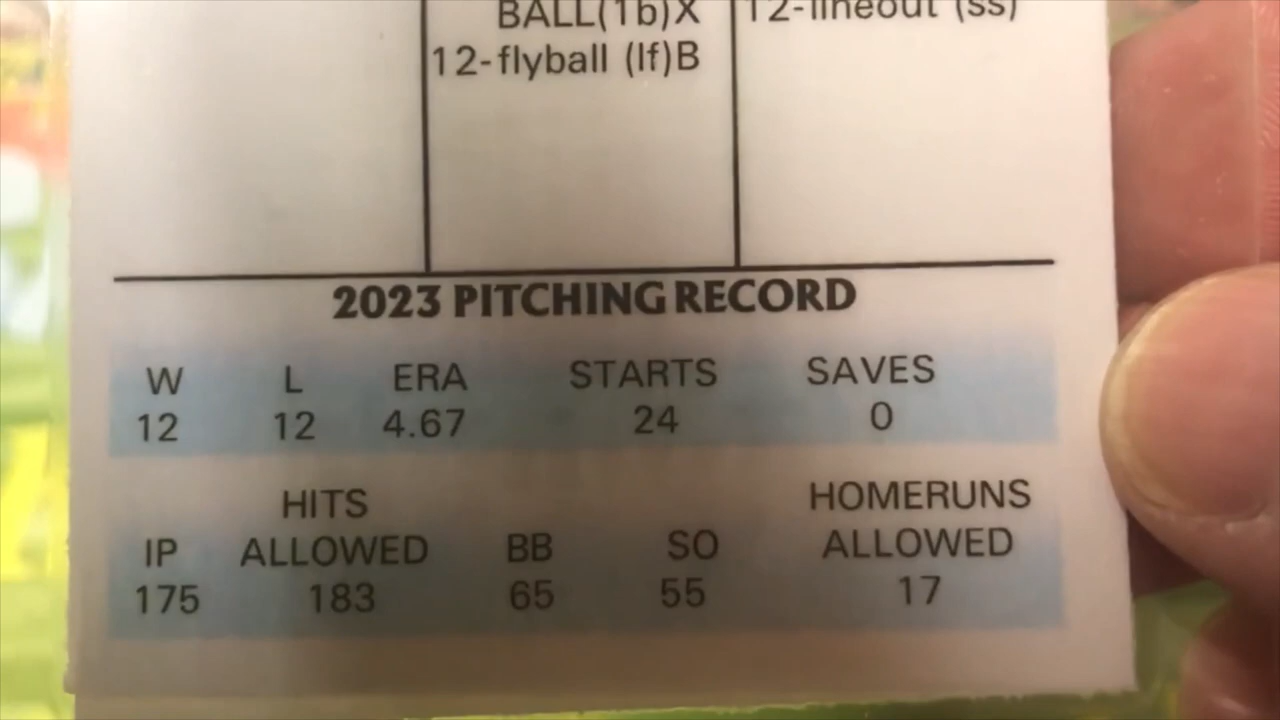 BALL(1b)X
12-lineout (ss)
12-flyball (lf)B
2023 PITCHING RECORD
W L ERA STARTS SAVES
12 12 4.67 24 0
HITS HOMERUNS
IP ALLOWED BB SO ALLOWED
175 183 65 55 17